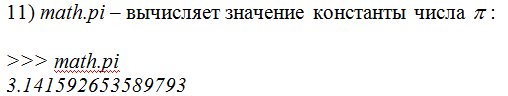 11) math.pi – вычисляет значение константы числа π :
>>> math.pi
3.141592653589793